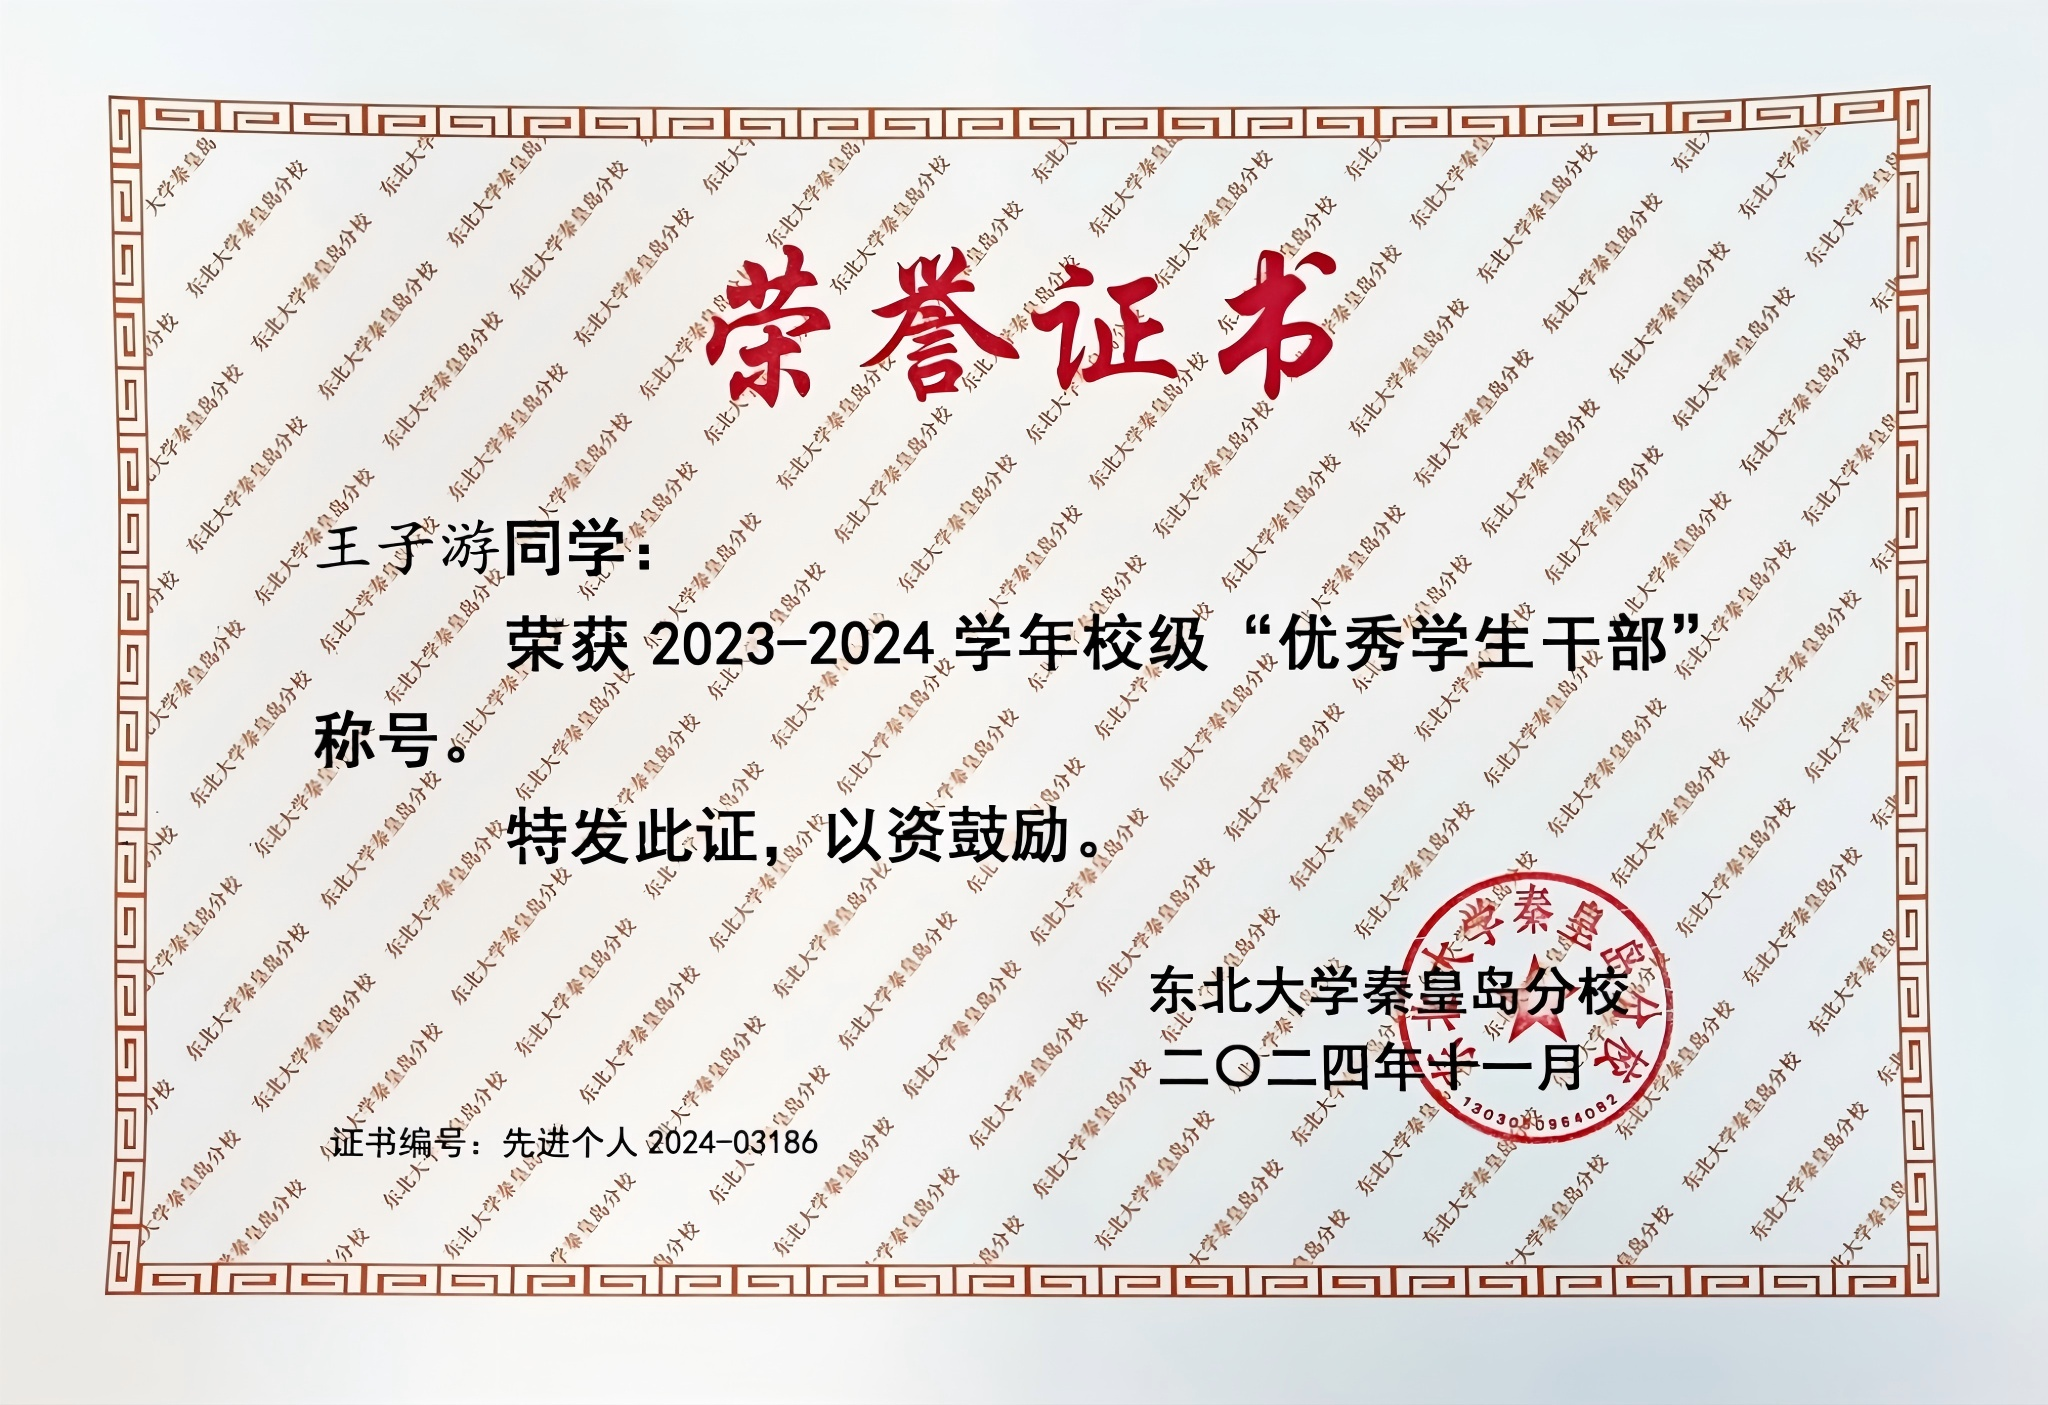 荣誉证书
王子游同学：
荣获 2023-2024 学年校级“优秀学生干部”
称号。
特发此证，以资鼓励。
东北大学秦皇岛分校
二〇二四年十一月
证书编号：先进个人 2024-03186
东北大学秦皇岛分校